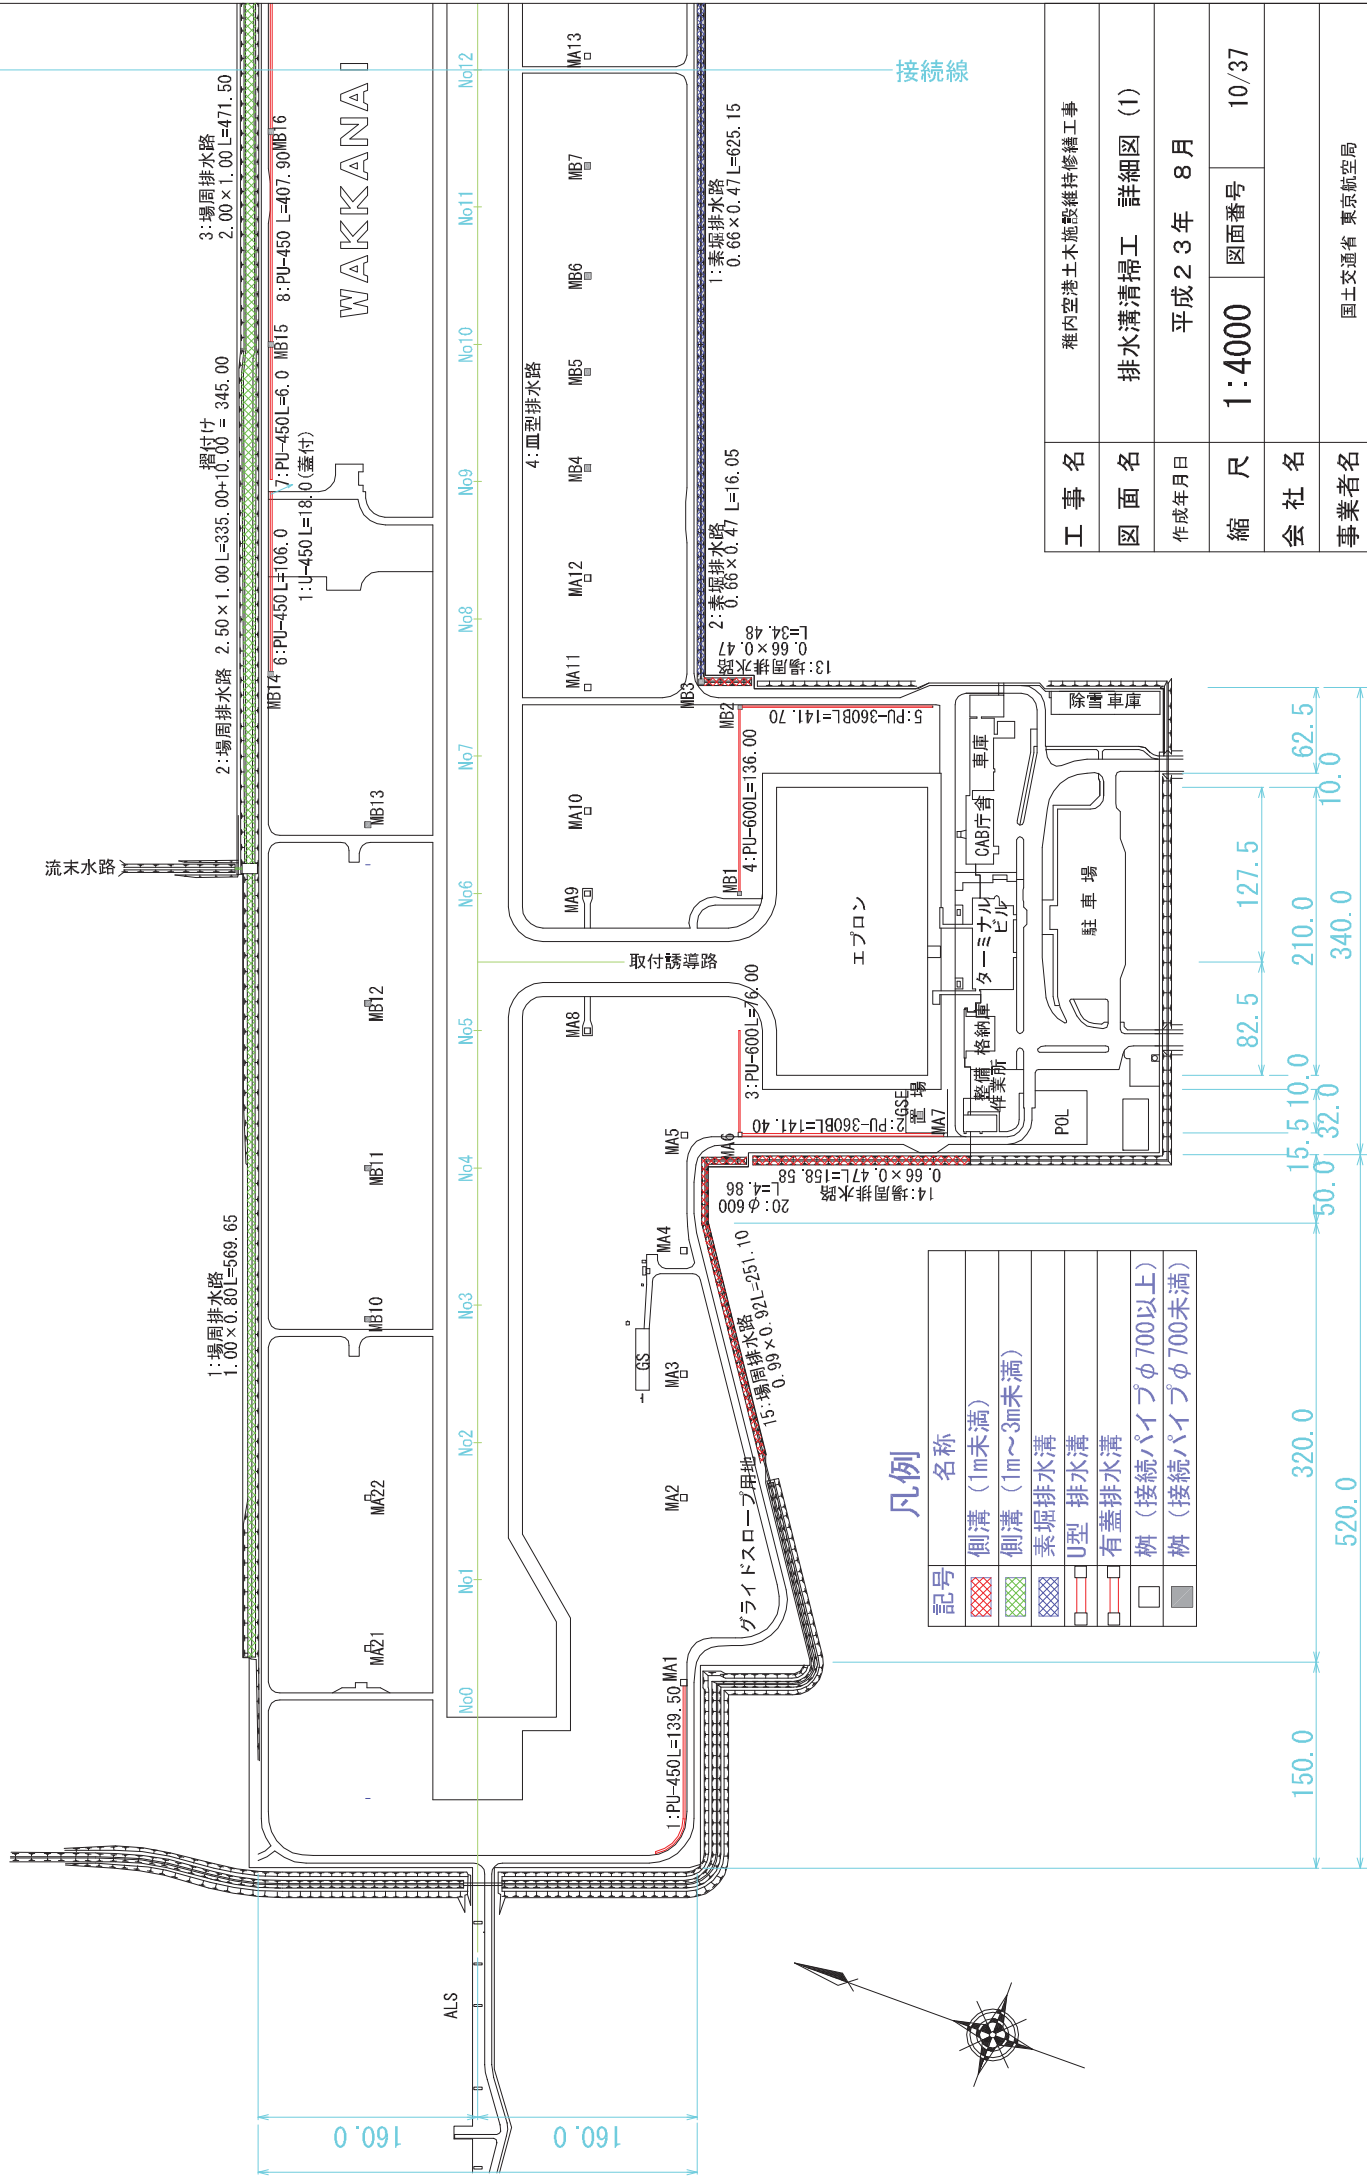 3:場周排水路
2.00×1.00 L=471.50
摺付け
2:場周排水路 2.50×1.00 L=335.00+10.00 = 345.00
流末水路
1:場周排水路
1.00×0.80L=569.65
MB14
6:PU-450L=106.0
7:PU-450L=6.0
MB15
8:PU-450 L=407.90
MB16
1:U-450 L=18.0(蓋付)
WAKKANAI
MA21
MA22
MB10
MB11
MB12
MB13
No0
No1
No2
No3
No4
No5
No6
No7
No8
No9
No10
No11
No12
ALS
4:皿型排水路
MA8
MA9
MA10
MA11
MA12
MB4
MB5
MB6
MB7
MA13
接続線
取付誘導路
1:PU-450L=139.50
MA1
MA2
MA3
MA4
MA5
GS
グライドスロープ用地
15:場周排水路
0.99×0.92L=251.10
20:φ600
L=4.86
14:場周排水路
0.66×0.47L=158.58
MA6
2:PU-360BL=141.40
MA7
3:PU-600L=76.00
MB1
4:PU-600L=136.00
MB2
5:PU-360BL=141.70
MB3
13:場周排水路
0.66×0.47
L=34.48
2:素堀排水路
0.66×0.47 L=16.05
1:素堀排水路
0.66×0.47 L=625.15
エプロン
GSE
置場
整備
作業所
格納庫
ターミナル
ビル
CAB庁舎
車庫
除雪車庫
POL
駐車場
160.0
160.0
82.5
127.5
62.5
15.5
10.0
210.0
10.0
50.0
32.0
340.0
150.0
320.0
520.0
凡例
記号 名称
側溝 (1m未満)
側溝 (1m~3m未満)
素堀排水溝
U型 排水溝
有蓋排水溝
桝 (接続パイプφ700以上)
桝 (接続パイプφ700未満)
工事名 稚内空港土木施設維持修繕工事
図面名 排水溝清掃工 詳細図 (1)
作成年月日 平成23年 8月
縮尺 1:4000 図面番号 10/37
会社名
事業者名 国土交通省 東京航空局